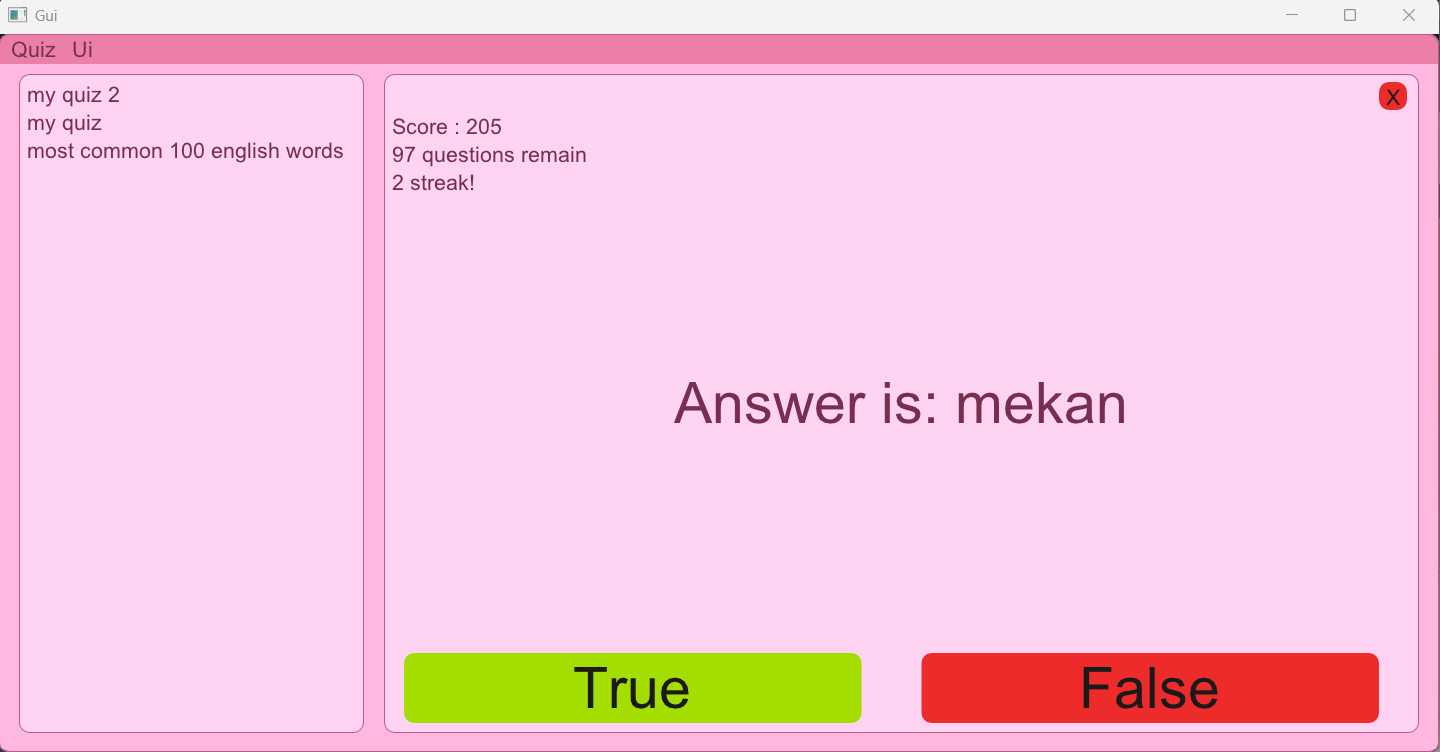 Gui
Quiz Ui
my quiz 2
my quiz
most common 100 english words
X
Score : 205
97 questions remain
2 streak!
Answer is: mekan
True
False